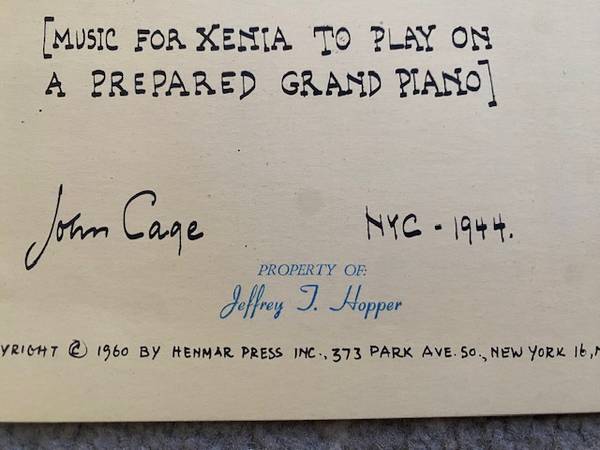 [MUSIC FOR XENIA TO PLAY ON
A PREPARED GRAND PIANO]
John Cage NYC - 1944.
PROPERTY OF:
Jeffrey T. Hopper
YRIGHT © 1960 BY HENMAR PRESS INC., 373 PARK AVE. SO., NEW YORK 16, N